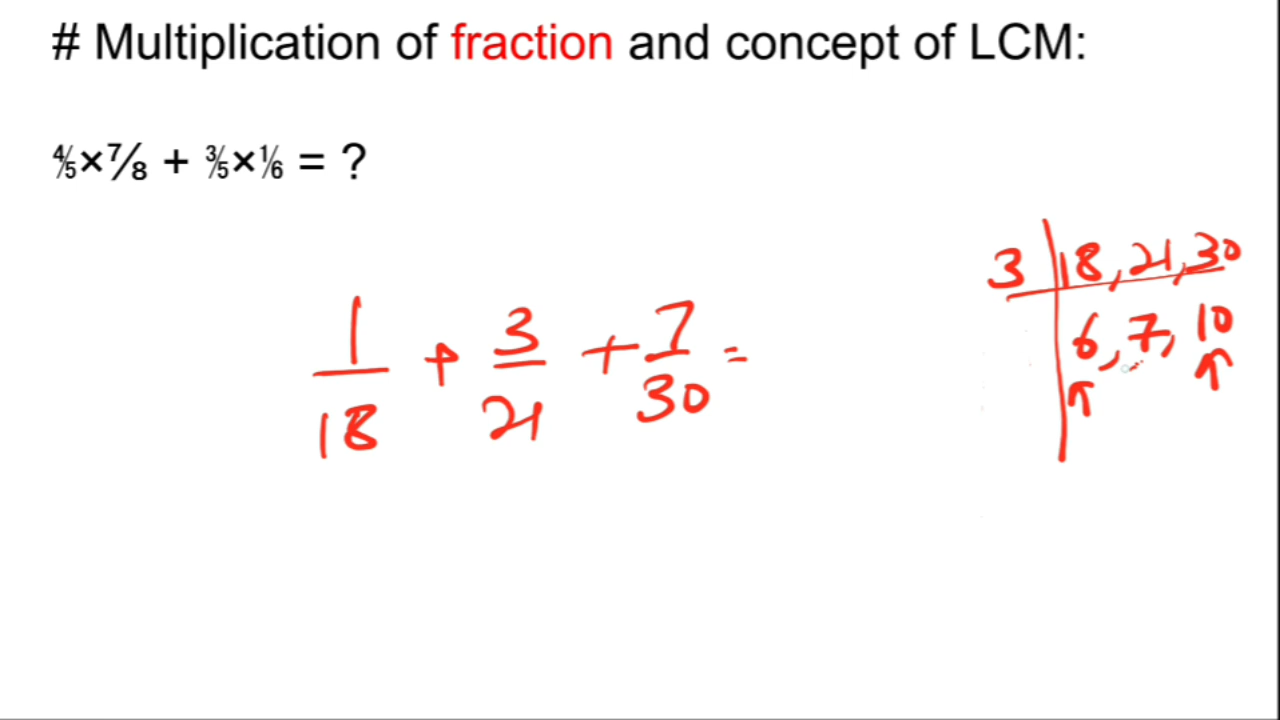 # Multiplication of fraction and concept of LCM:
⅘×⅞ + ⅗×⅙ = ?
1/18 + 3/21 + 7/30 =
3 | 18, 21, 30
6, 7, 10